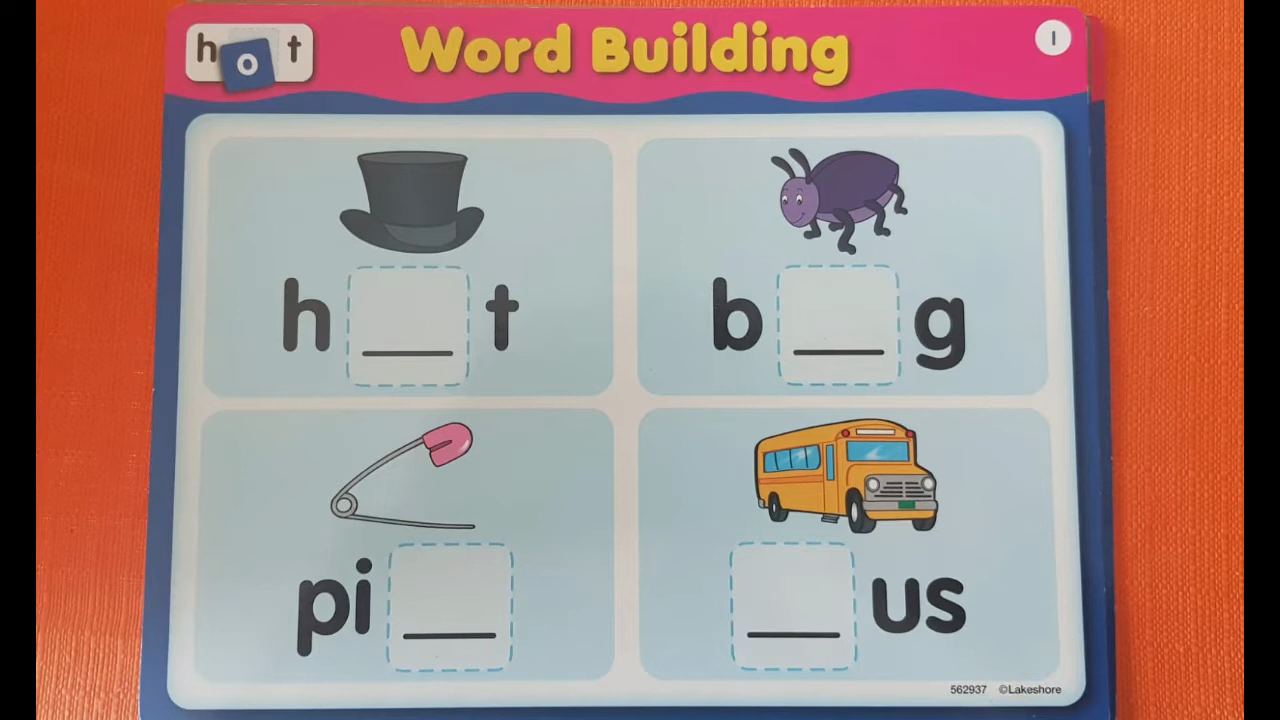 hot
Word Building
1
h _ t
b _ g
pi _
_ us
562937 ©Lakeshore